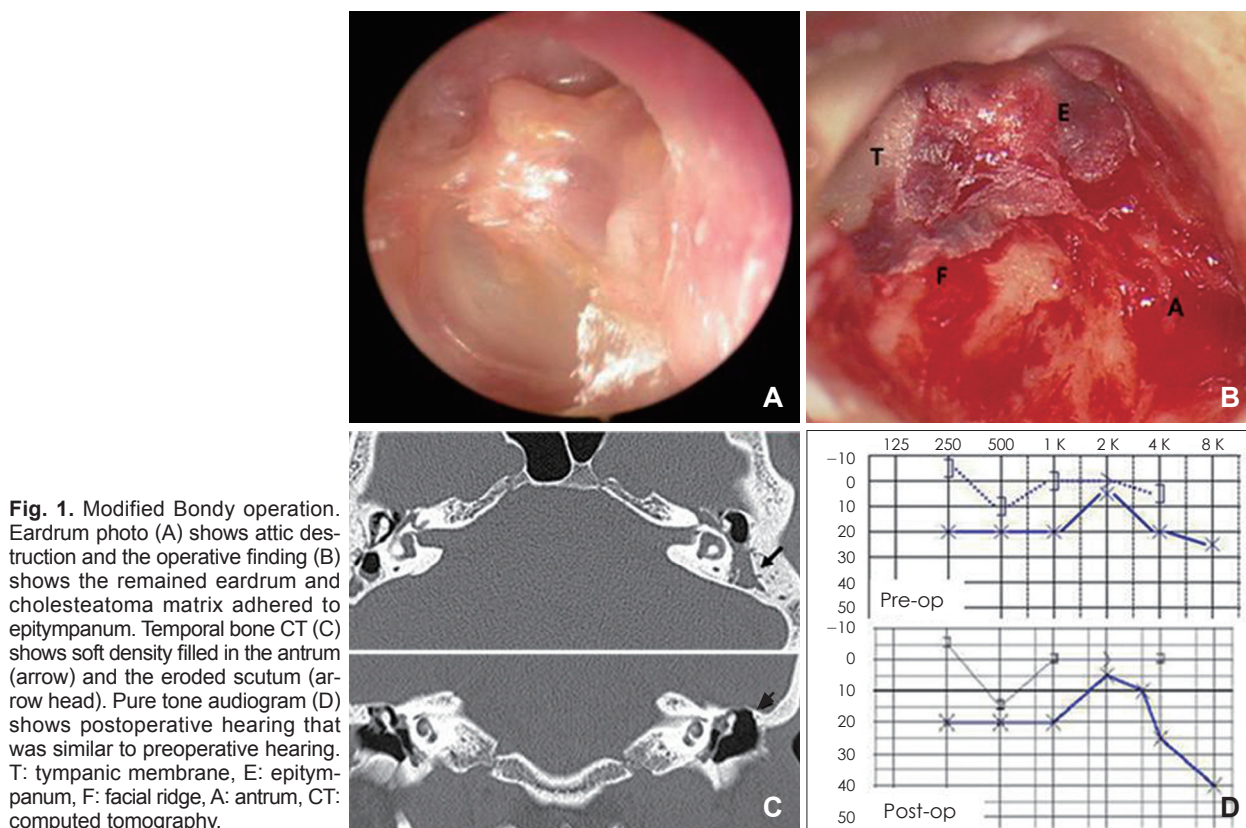 A
T
E
F
A
B
Fig. 1. Modified Bondy operation.
Eardrum photo (A) shows attic des-
truction and the operative finding (B)
shows the remained eardrum and
cholesteatoma matrix adhered to
epitympanum. Temporal bone CT (C)
shows soft density filled in the antrum
(arrow) and the eroded scutum (ar-
row head). Pure tone audiogram (D)
shows postoperative hearing that
was similar to preoperative hearing.
T: tympanic membrane, E: epitym-
panum, F: facial ridge, A: antrum, CT:
computed tomography.
C
125 250 500 1 K 2 K 4 K 8 K
−10
0
10
20
30
40
50
Pre-op
−10
0
10
20
30
40
50
Post-op
D